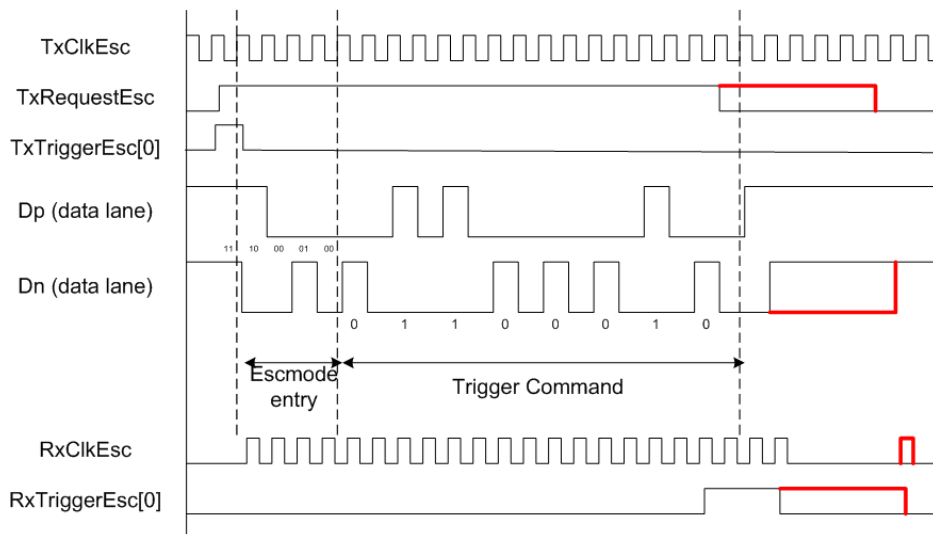 TxClkEsc
TxRequestEsc
TxTriggerEsc[0]
Dp (data lane)
11 10 00 01 00
Dn (data lane)
0 1 1 0 0 0 1 0
Escmode
entry
Trigger Command
RxClkEsc
RxTriggerEsc[0]